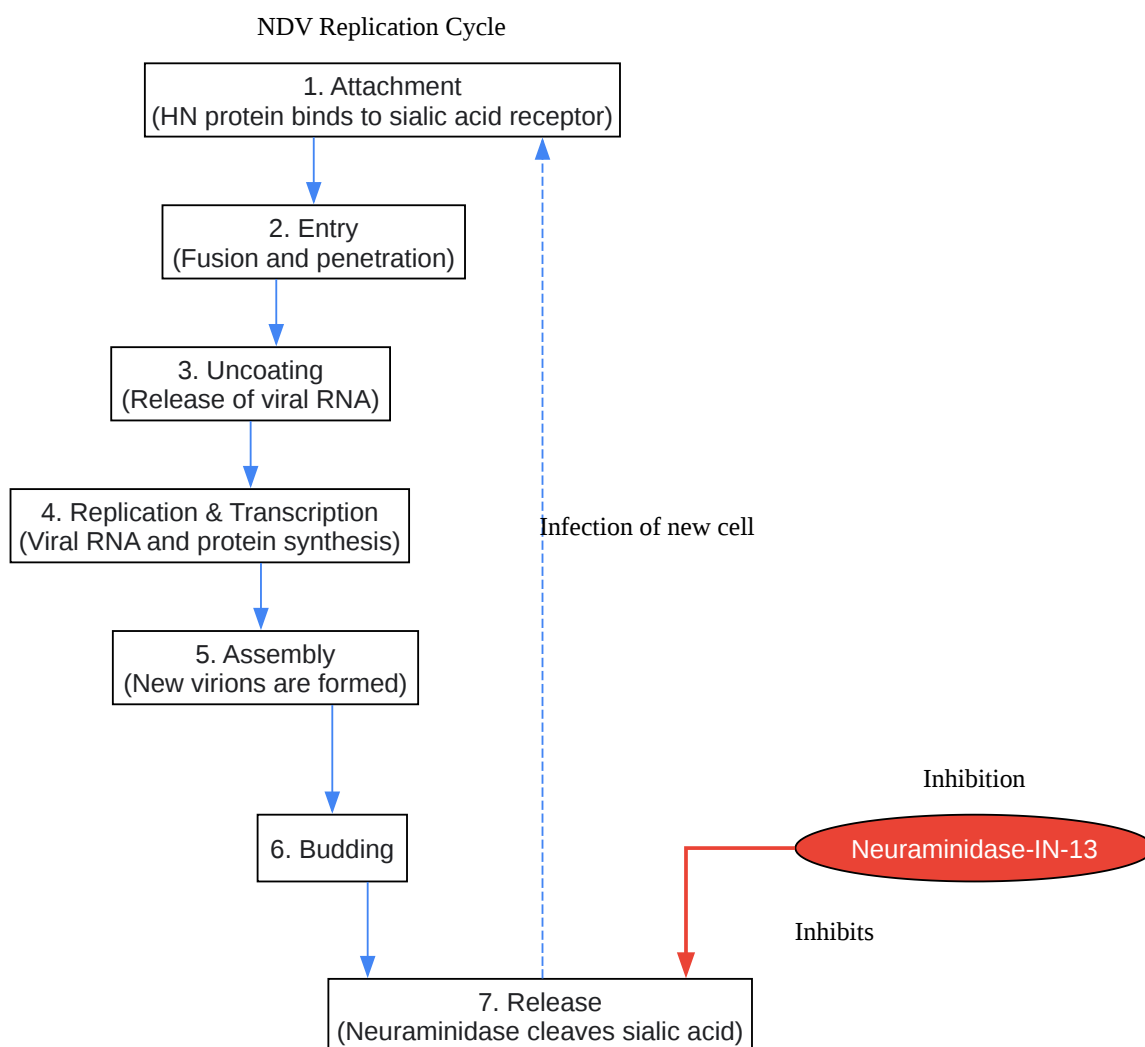 NDV Replication Cycle
1. Attachment
(HN protein binds to sialic acid receptor)
2. Entry
(Fusion and penetration)
3. Uncoating
(Release of viral RNA)
4. Replication & Transcription
(Viral RNA and protein synthesis)
Infection of new cell
5. Assembly
(New virions are formed)
6. Budding
Inhibition
Neuraminidase-IN-13
Inhibits
7. Release
(Neuraminidase cleaves sialic acid)